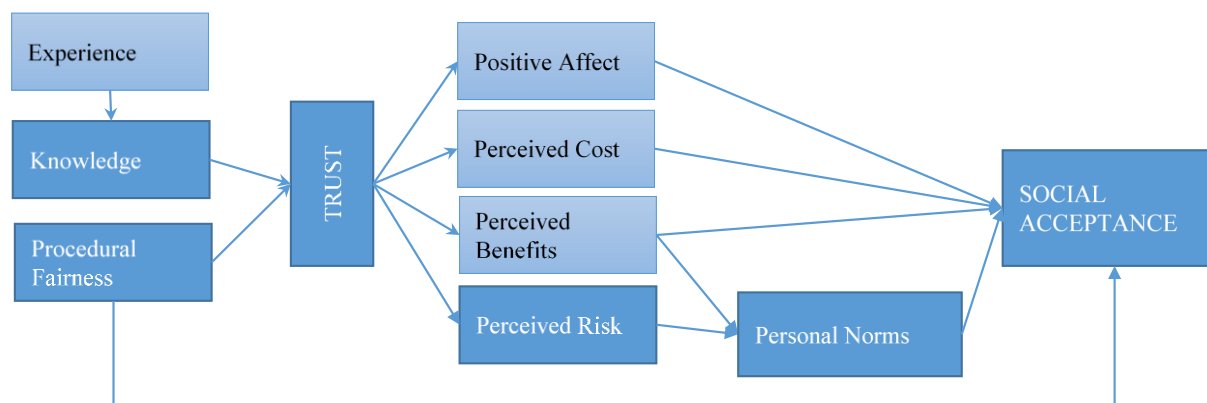 Experience
Knowledge
Procedural
Fairness
TRUST
Positive Affect
Perceived Cost
Perceived
Benefits
Perceived Risk
Personal Norms
SOCIAL
ACCEPTANCE